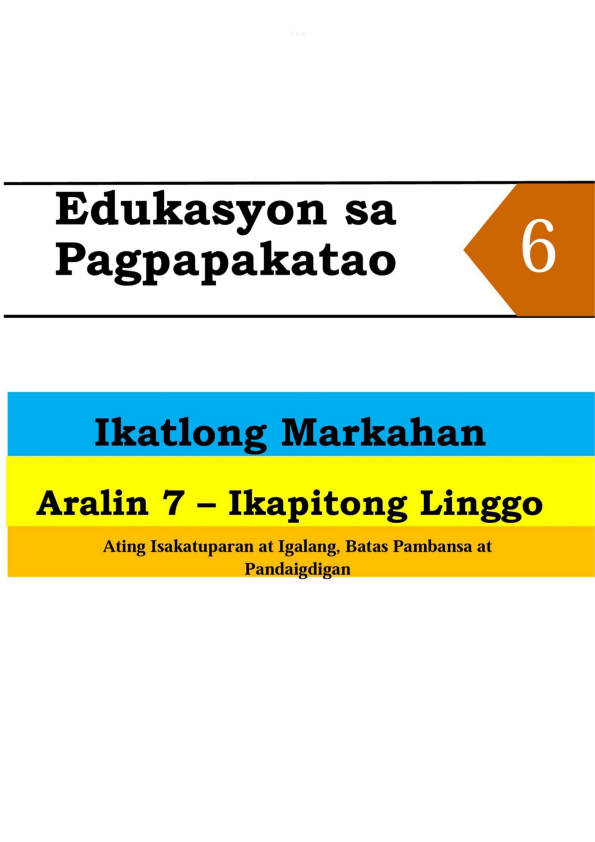 Edukasyon sa
Pagpapakatao
6
Ikatlong Markahan
Aralin 7 – Ikapitong Linggo
Ating Isakatuparan at Igalang, Batas Pambansa at
Pandaigdigan